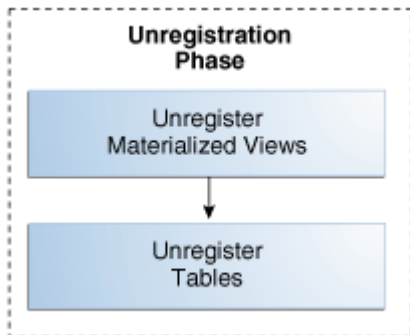 Unregistration
Phase
Unregister
Materialized Views
Unregister
Tables